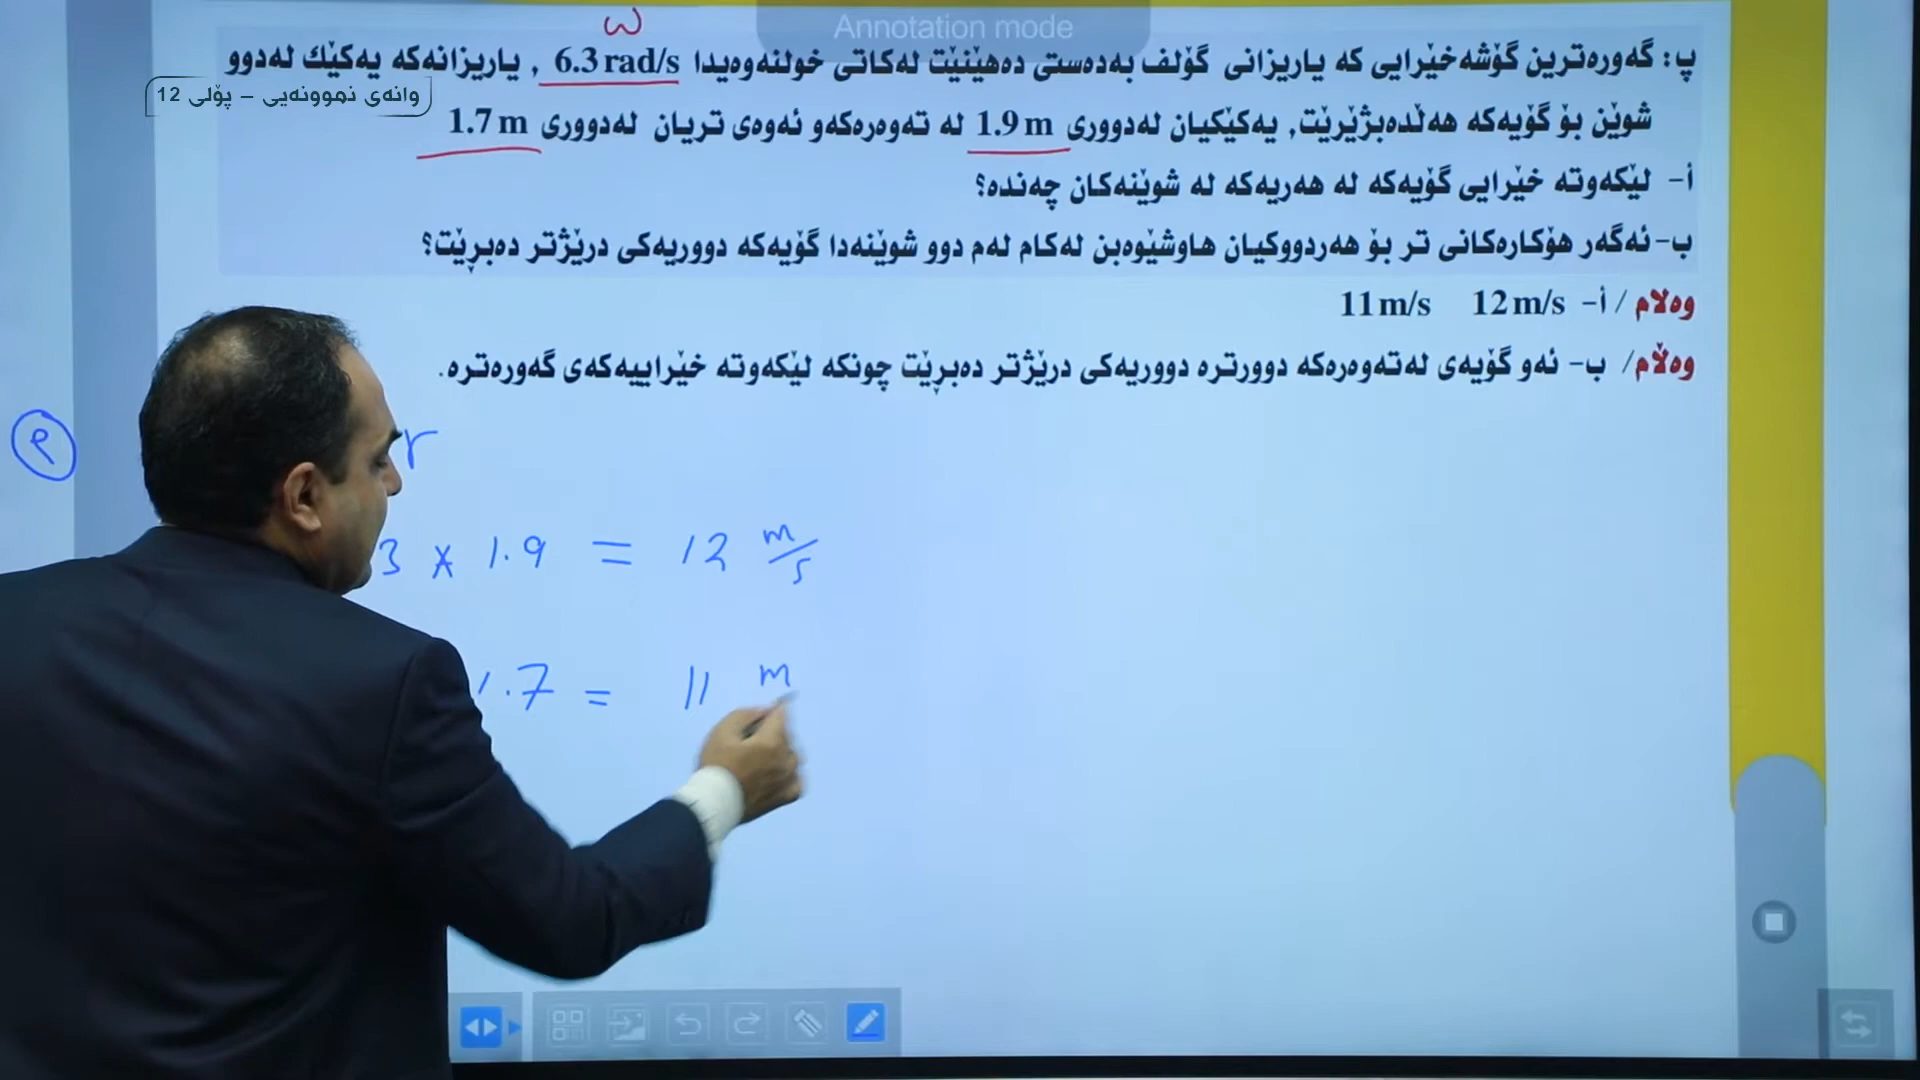 Annotation mode
ω
پ: گەورەترین گۆشەخێرایی کە یاریزانی گۆلف بەدەستی دەهێنێت لەکاتی خولنەوەیدا 6.3 rad/s , یاریزانەکە یەکێك لەدوو
وانەی نموونەیی – پۆلی 12
شوێن بۆ گۆیەکە هەڵدەبژێرێت, یەکێکیان لەدووری 1.9 m لە تەوەرەکەو ئەوەی تریان لەدووری 1.7 m
أ- لێکەوتە خێرایی گۆیەکە لە هەریەکە لە شوێنەکان چەندە؟
ب- ئەگەر هۆکارەکانی تر بۆ هەردووکیان هاوشێوەبن لەکام لەم دوو شوێنەدا گۆیەکە دووریەکی درێژتر دەبڕێت؟
وەلام / أ- 12 m/s 11 m/s
وەڵام/ ب- ئەو گۆیەی لەتەوەرەکە دوورترە دووریەکی درێژتر دەبڕێت چونکە لێکەوتە خێراییەکەی گەورەترە.
r
3 * 1.9 = 12 m/s
1.7 = 11 m